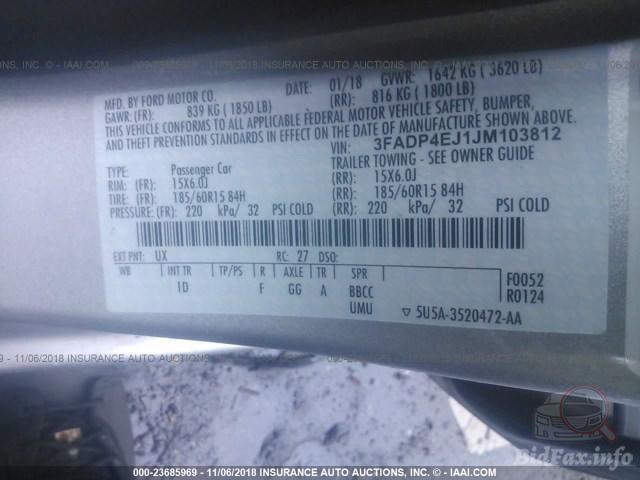 000-23685969 - 11/06/2018 INSURANCE AUTO AUCTIONS, INC. - © IAAI.COM
MFD. BY FORD MOTOR CO. DATE: 01/18 GVWR: 1642 KG ( 3620 LB)
GAWR: (FR): 839 KG ( 1850 LB) (RR): 816 KG ( 1800 LB)
THIS VEHICLE CONFORMS TO ALL APPLICABLE FEDERAL MOTOR VEHICLE SAFETY, BUMPER,
AND THEFT PREVENTION STANDARDS IN EFFECT ON THE DATE OF MANUFACTURE SHOWN ABOVE.
VIN: 3FADP4EJ1JM103812
TYPE: Passenger Car TRAILER TOWING - SEE OWNER GUIDE
RIM: (FR): 15X6.0J (RR): 15X6.0J
TIRE: (FR): 185/60R15 84H (RR): 185/60R15 84H
PRESSURE: (FR): 220 kPa/ 32 PSI COLD (RR): 220 kPa/ 32 PSI COLD
EXT PNT: UX RC: 27 DSO:
WB INT TR TP/PS R AXLE TR SPR F0052
1D F GG A BBCC R0124
UMU ▽ 5U5A-3520472-AA
11/06/2018 INSURANCE AUTO AUCTIONS, INC. - © IAAI.COM
BidFax.info
000-23685969 - 11/06/2018 INSURANCE AUTO AUCTIONS, INC. - © IAAI.COM